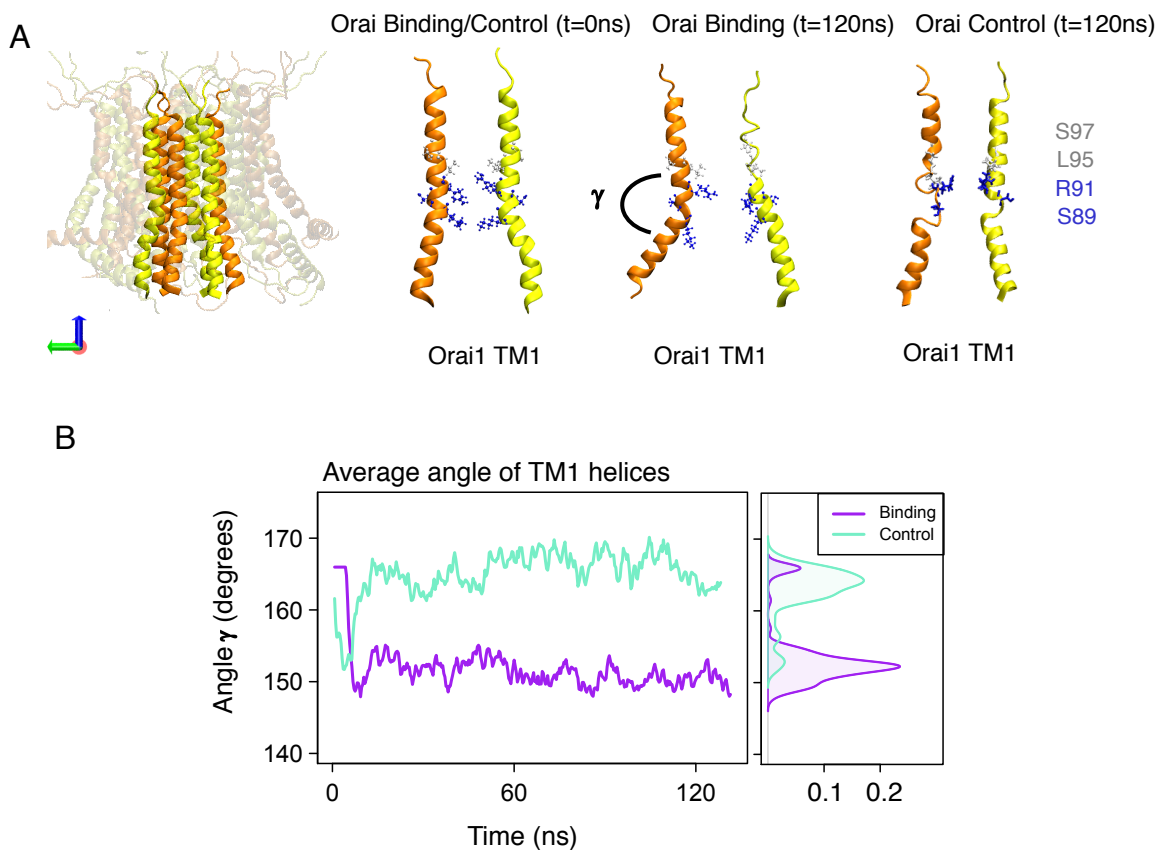 A
Orai Binding/Control (t=0ns)
Orai Binding (t=120ns)
Orai Control (t=120ns)
S97
L95
R91
S89
γ
Orai1 TM1
Orai1 TM1
Orai1 TM1
B
Average angle of TM1 helices
Angle γ (degrees)
170
160
150
140
0
60
120
Time (ns)
Binding
Control
0.1
0.2